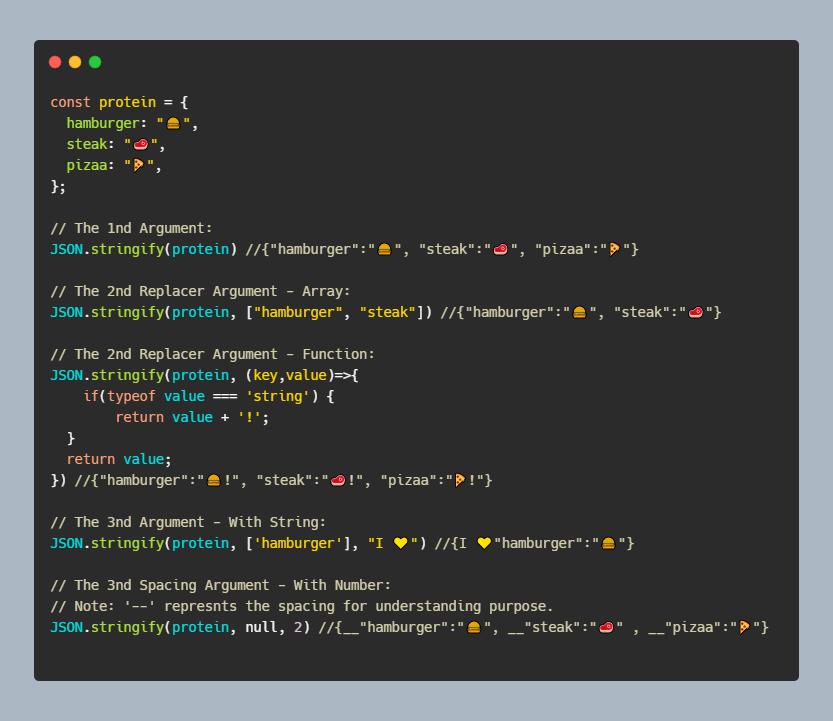 const protein = {
  hamburger: "🍔",
  steak: "🥩",
  pizaa: "🍕",
};

// The 1nd Argument:
JSON.stringify(protein) //{"hamburger":"🍔", "steak":"🥩", "pizaa":"🍕"}

// The 2nd Replacer Argument - Array:
JSON.stringify(protein, ["hamburger", "steak"]) //{"hamburger":"🍔", "steak":"🥩"}

// The 2nd Replacer Argument - Function:
JSON.stringify(protein, (key,value)=>{
    if(typeof value === 'string') {
        return value + '!';
  }
  return value;
}) //{"hamburger":"🍔!", "steak":"🥩!", "pizaa":"🍕!"}

// The 3nd Argument - With String:
JSON.stringify(protein, ['hamburger'], "I ♥") //{I ♥"hamburger":"🍔"}

// The 3nd Spacing Argument - With Number:
// Note: '--' represnts the spacing for understanding purpose.
JSON.stringify(protein, null, 2) //{__"hamburger":"🍔", __"steak":"🥩" , __"pizaa":"🍕"}